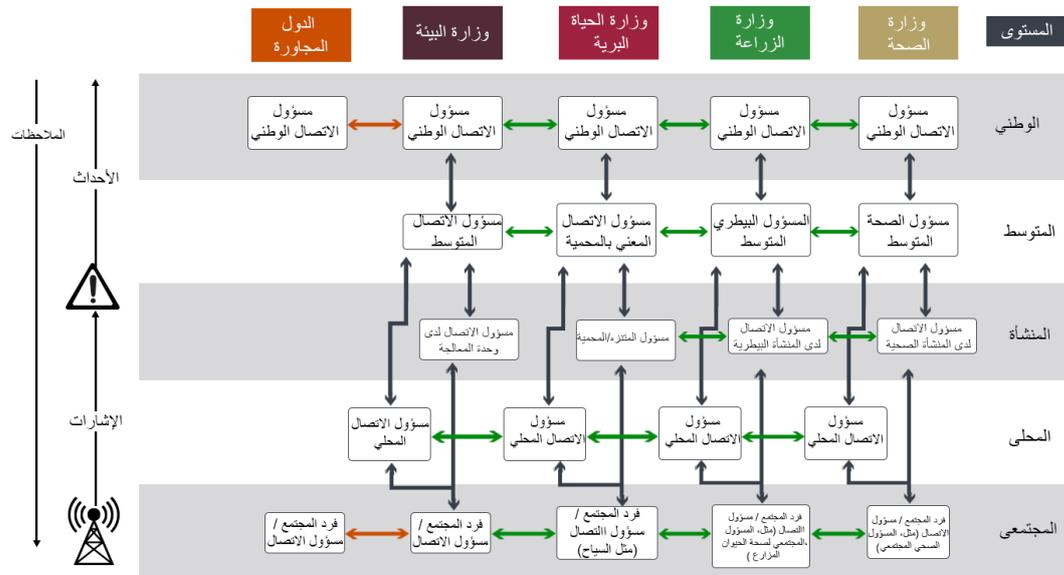 المستوى
وزارة
الصحة
وزارة
الزراعة
وزارة الحياة
البرية
وزارة البيئة
الدول
المجاورة
الوطني
مسؤول
الاتصال الوطني
مسؤول
الاتصال الوطني
مسؤول
الاتصال الوطني
مسؤول
الاتصال الوطني
مسؤول
الاتصال الوطني
المتوسط
مسؤول الصحة
المتوسط
المسؤول البيطري
المتوسط
مسؤول الاتصال
المعني بالمحمية
مسؤول الاتصال
المتوسط
المنشأة
مسؤول الاتصال
لدى المنشأة الصحية
مسؤول الاتصال
لدى المنشأة البيطرية
مسؤول المتنزه/المحمية
مسؤول الاتصال لدى
وحدة المعالجة
المحلى
مسؤول
الاتصال المحلي
مسؤول
الاتصال المحلي
مسؤول
الاتصال المحلي
مسؤول الاتصال
المحلي
المجتمعى
فرد المجتمع / مسؤول
الاتصال (مثل، المسؤول
الصحي المجتمعي)
فرد المجتمع / مسؤول
االتصال (مثل، المسؤول
المجتمعي لصحة الحيوان،
المزارع )
فرد المجتمع /
مسؤول االتصال
(مثل السياح)
فرد المجتمع /
مسؤول الاتصال
فرد المجتمع /
مسؤول الاتصال
الملاحظات
الأحداث
الإشارات